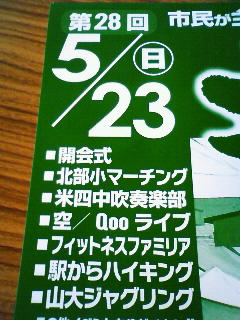 第28回
市民が
5/23
日
■開会式
■北部小マーチング
■米四中吹奏楽部
■空／Qoo ライブ
■フィットネスファミリア
■駅からハイキング
■山大ジャグリング